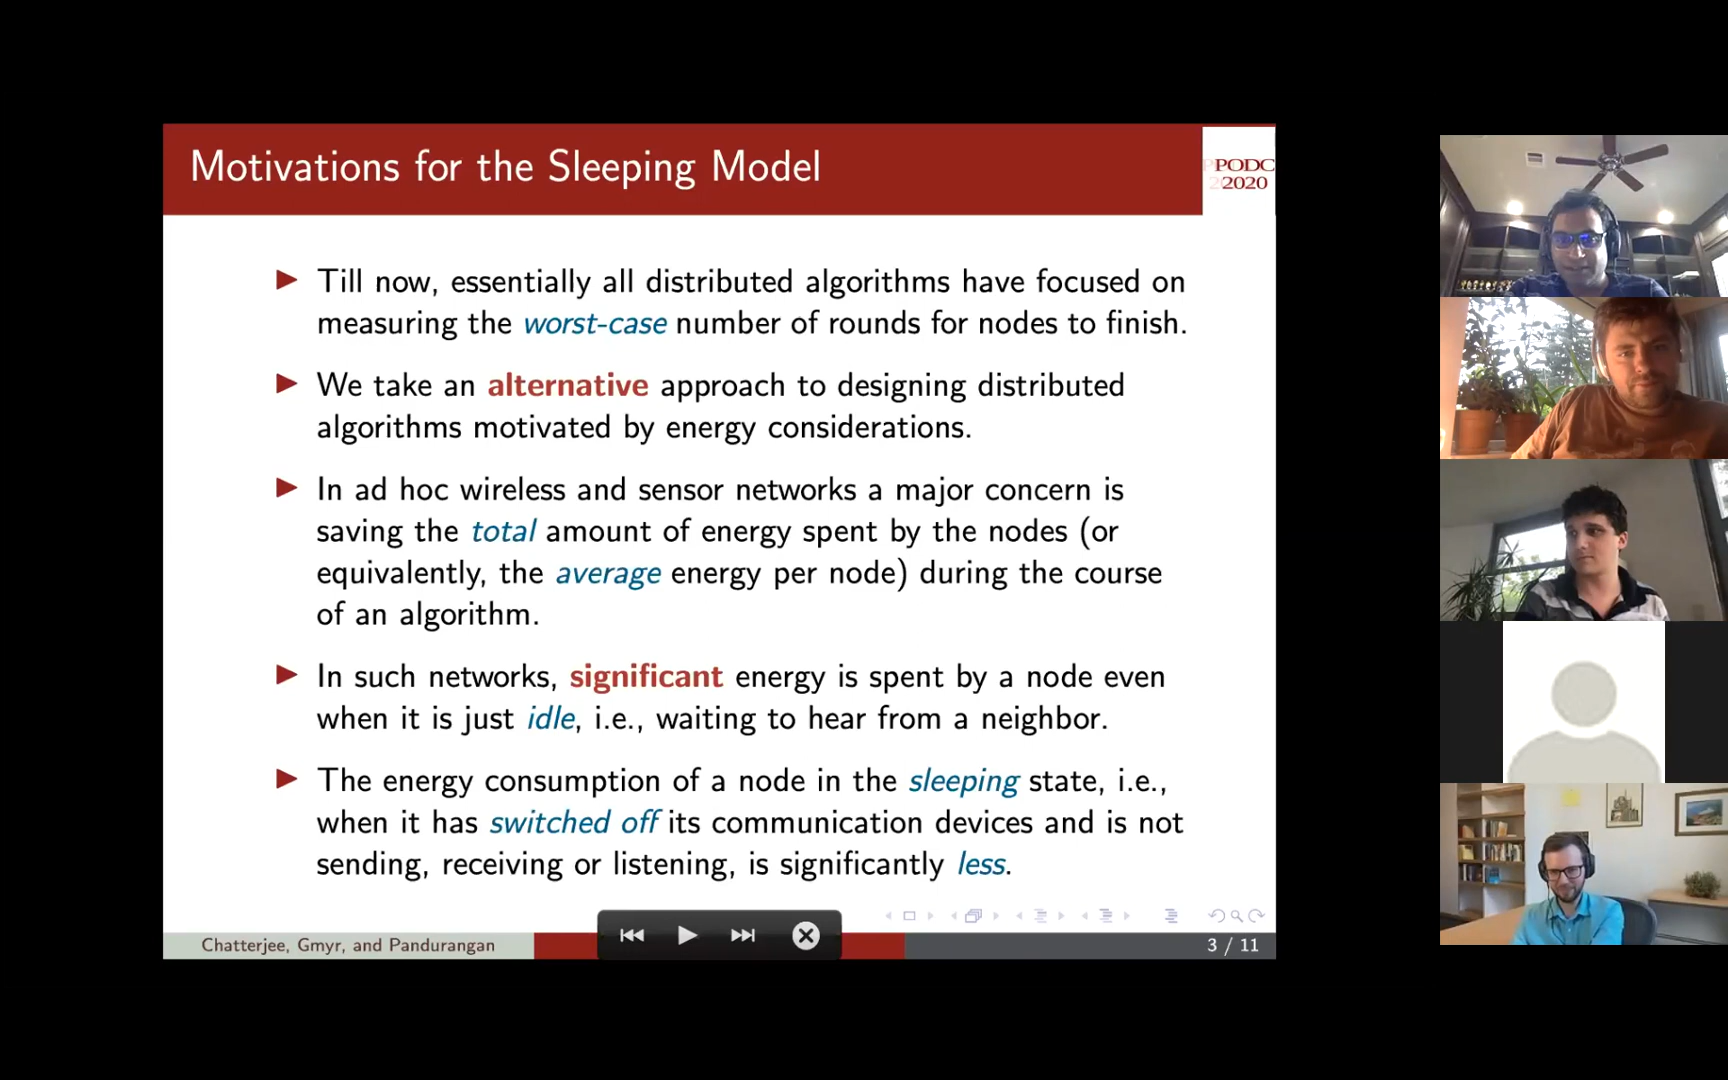 Motivations for the Sleeping Model
PODC
2020
Till now, essentially all distributed algorithms have focused on
measuring the worst-case number of rounds for nodes to finish.
We take an alternative approach to designing distributed
algorithms motivated by energy considerations.
In ad hoc wireless and sensor networks a major concern is
saving the total amount of energy spent by the nodes (or
equivalently, the average energy per node) during the course
of an algorithm.
In such networks, significant energy is spent by a node even
when it is just idle, i.e., waiting to hear from a neighbor.
The energy consumption of a node in the sleeping state, i.e.,
when it has switched off its communication devices and is not
sending, receiving or listening, is significantly less.
Chatterjee, Gmyr, and Pandurangan
3 / 11